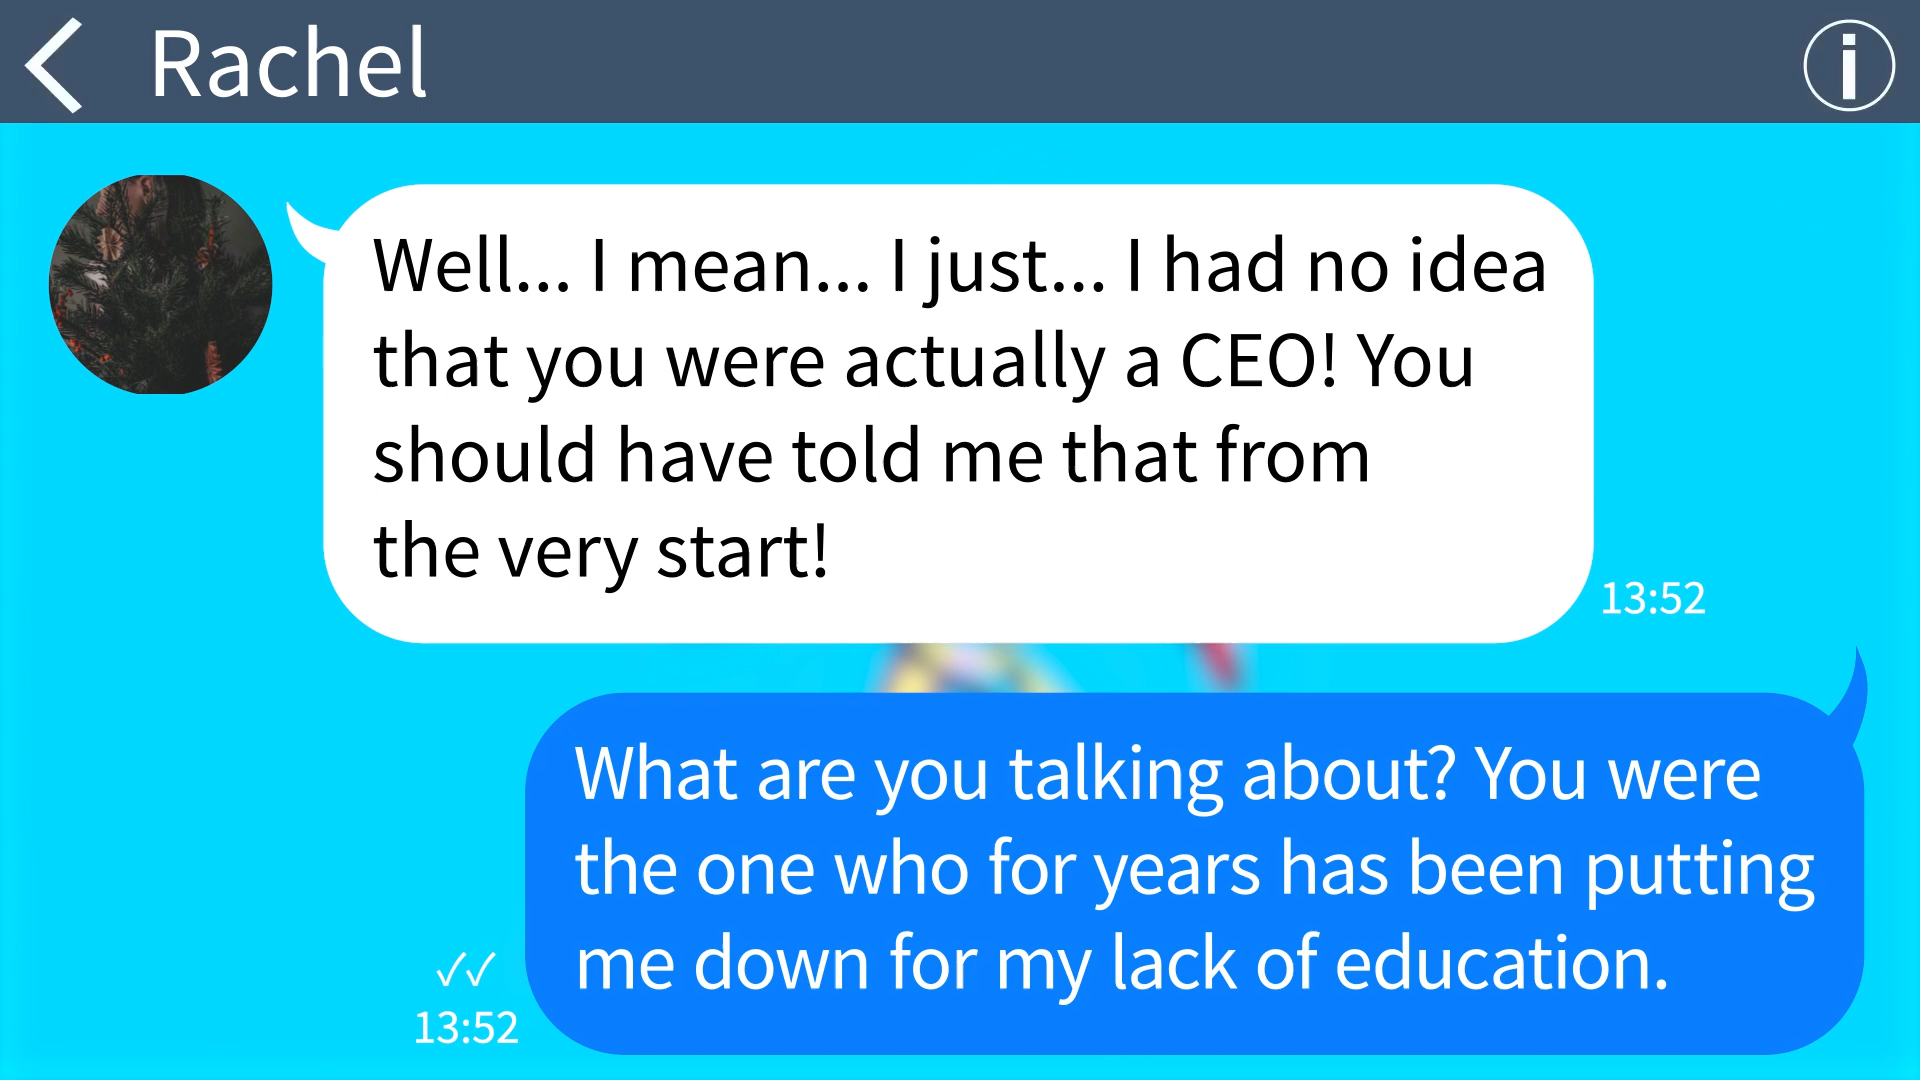 Rachel
Well... I mean... I just... I had no idea
that you were actually a CEO! You
should have told me that from
the very start!
13:52
What are you talking about? You were
the one who for years has been putting
me down for my lack of education.
✓✓
13:52